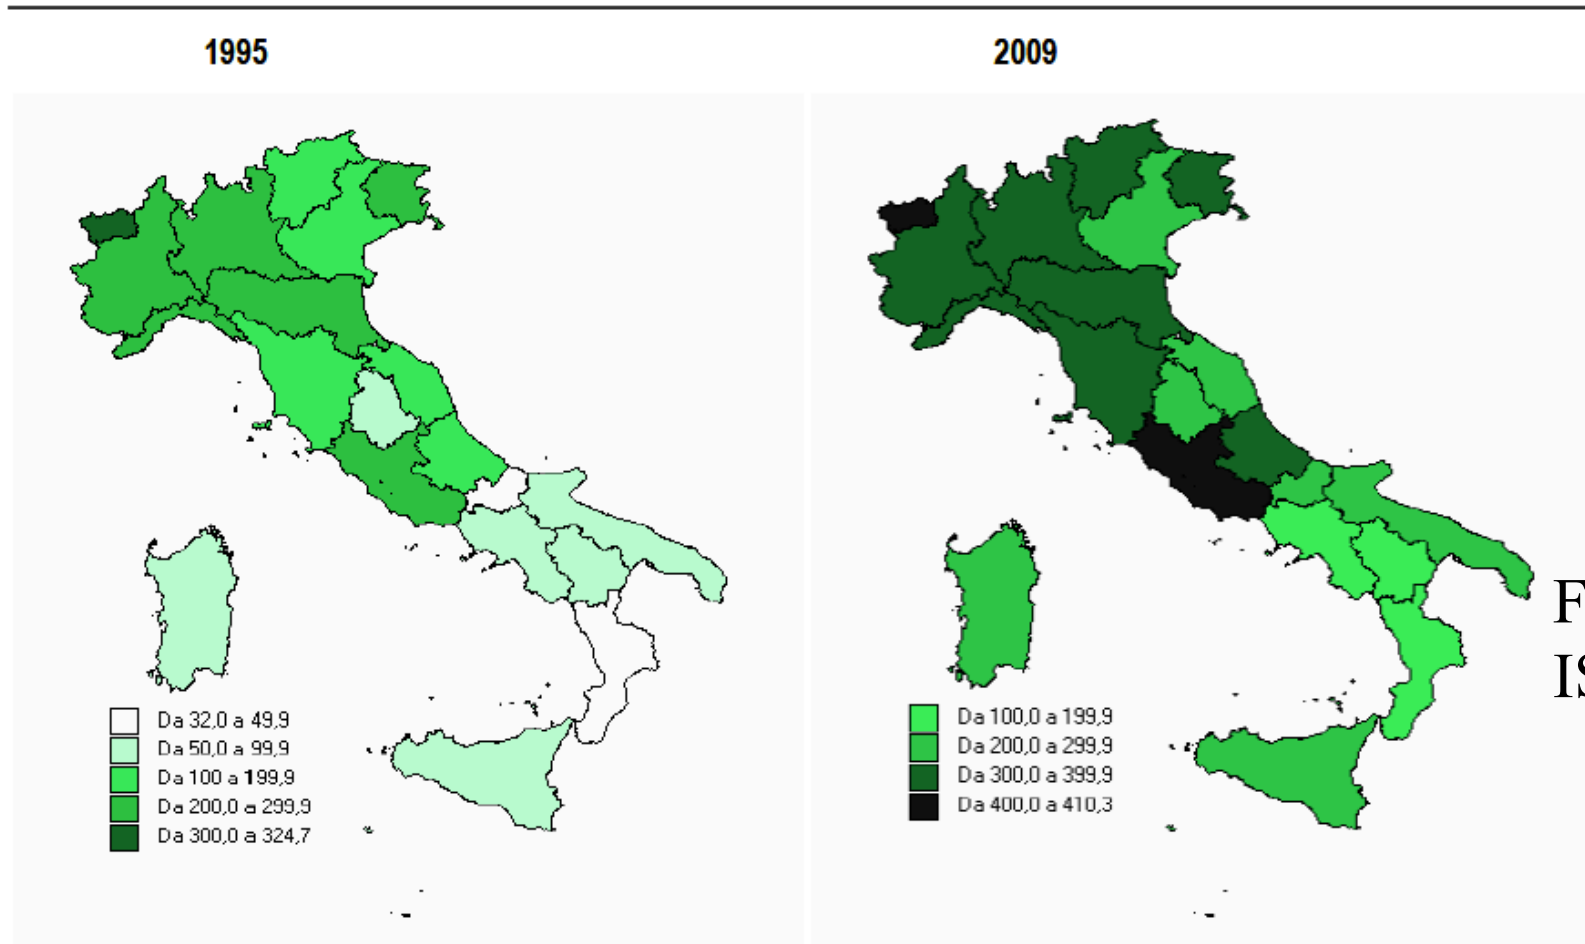 1995
2009
Da 32,0 a 49,9
Da 50,0 a 99,9
Da 100 a 199,9
Da 200,0 a 299,9
Da 300,0 a 324,7
Da 100,0 a 199,9
Da 200,0 a 299,9
Da 300,0 a 399,9
Da 400,0 a 410,3
F
IS